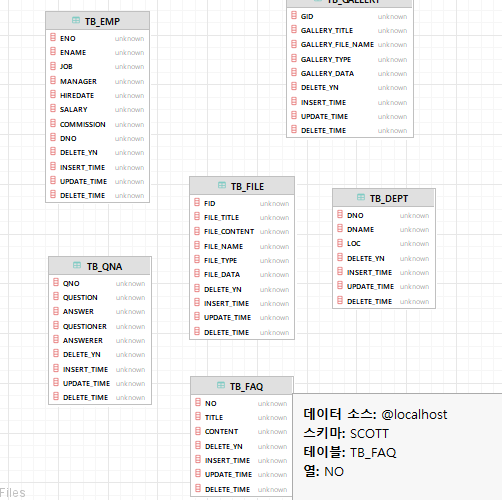 TB_EMP
ENO unknown
ENAME unknown
JOB unknown
MANAGER unknown
HIREDATE unknown
SALARY unknown
COMMISSION unknown
DNO unknown
DELETE_YN unknown
INSERT_TIME unknown
UPDATE_TIME unknown
DELETE_TIME unknown
TB_GALLERY
GID unknown
GALLERY_TITLE unknown
GALLERY_FILE_NAME unknown
GALLERY_TYPE unknown
GALLERY_DATA unknown
DELETE_YN unknown
INSERT_TIME unknown
UPDATE_TIME unknown
DELETE_TIME unknown
TB_FILE
FID unknown
FILE_TITLE unknown
FILE_CONTENT unknown
FILE_NAME unknown
FILE_TYPE unknown
FILE_DATA unknown
DELETE_YN unknown
INSERT_TIME unknown
UPDATE_TIME unknown
DELETE_TIME unknown
TB_DEPT
DNO unknown
DNAME unknown
LOC unknown
DELETE_YN unknown
INSERT_TIME unknown
UPDATE_TIME unknown
DELETE_TIME unknown
TB_QNA
QNO unknown
QUESTION unknown
ANSWER unknown
QUESTIONER unknown
ANSWERER unknown
DELETE_YN unknown
INSERT_TIME unknown
UPDATE_TIME unknown
DELETE_TIME unknown
TB_FAQ
NO unknown
TITLE unknown
CONTENT unknown
DELETE_YN unknown
INSERT_TIME unknown
UPDATE_TIME unknown
DELETE_TIME unknown
데이터 소스: @localhost
스키마: SCOTT
테이블: TB_FAQ
열: NO
Files